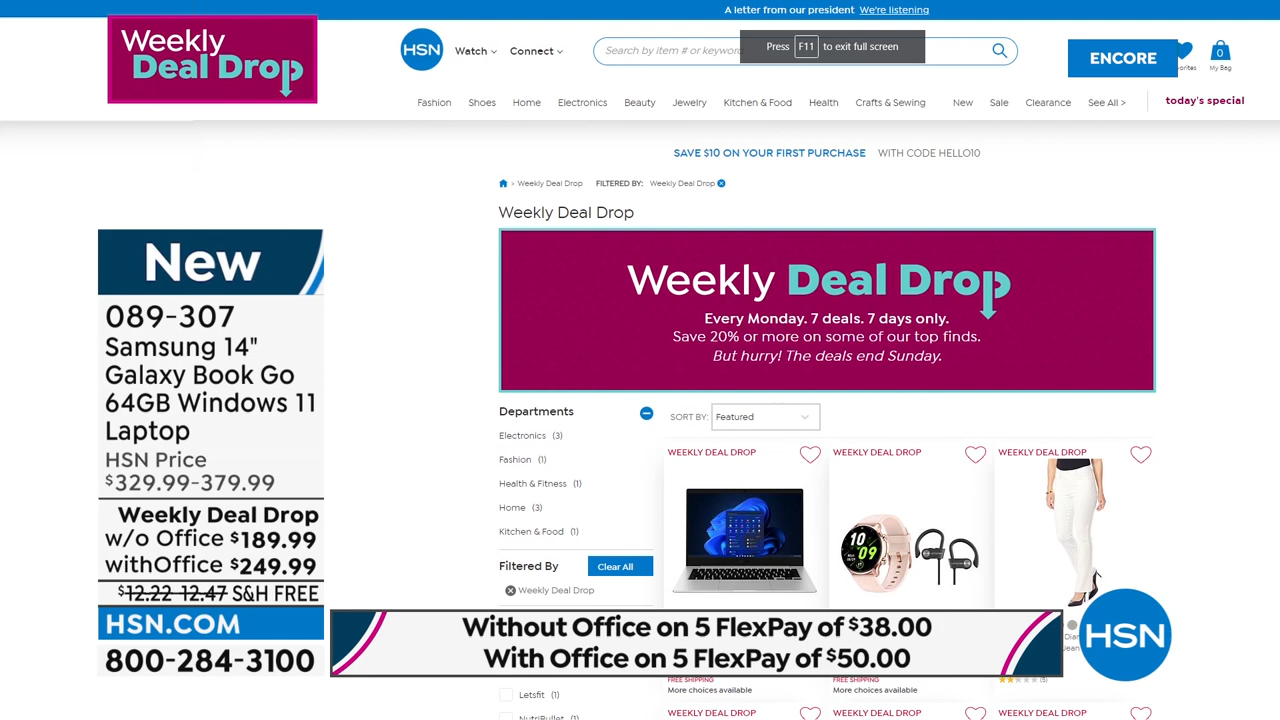 A letter from our president We're listening
Weekly
Deal Drop
HSN
Watch
Connect
Search by item # or keyword
Press F11 to exit full screen
ENCORE
0
My Bag
Fashion Shoes Home Electronics Beauty Jewelry Kitchen & Food Health Crafts & Sewing New Sale Clearance See All > today's special
SAVE $10 ON YOUR FIRST PURCHASE WITH CODE HELLO10
> Weekly Deal Drop FILTERED BY: Weekly Deal Drop
Weekly Deal Drop
Weekly Deal Drop
Every Monday. 7 deals. 7 days only.
Save 20% or more on some of our top finds.
But hurry! The deals end Sunday.
New
089-307
Samsung 14"
Galaxy Book Go
64GB Windows 11
Laptop
HSN Price
$329.99-379.99
Weekly Deal Drop
w/o Office $189.99
withOffice $249.99
$12.22-12.47 S&H FREE
HSN.COM
800-284-3100
Departments
Electronics (3)
Fashion (1)
Health & Fitness (1)
Home (3)
Kitchen & Food (1)
Filtered By Clear All
Weekly Deal Drop
SORT BY: Featured
WEEKLY DEAL DROP WEEKLY DEAL DROP WEEKLY DEAL DROP
10
09
Without Office on 5 FlexPay of $38.00
With Office on 5 FlexPay of $50.00
HSN
FREE SHIPPING FREE SHIPPING
More choices available More choices available
(5)
Letsfit (1)
NutriBullet (1)
WEEKLY DEAL DROP WEEKLY DEAL DROP WEEKLY DEAL DROP